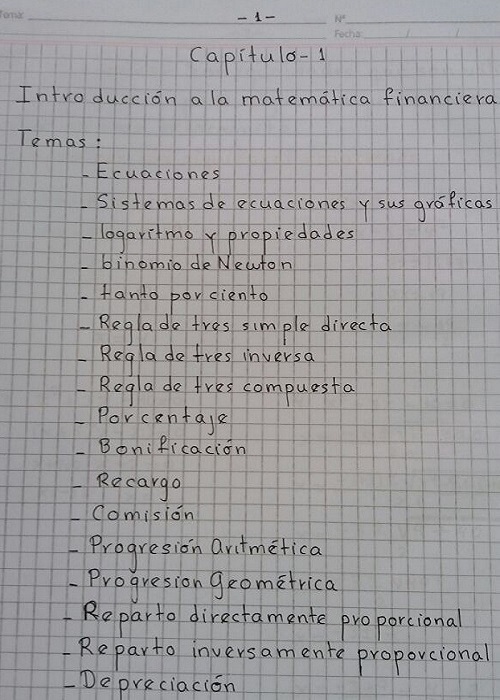 Tema:
- 1 -
Nº
Fecha: / /
Capítulo-1
Introducción a la matemática financiera
Temas:
- Ecuaciones
- Sistemas de ecuaciones y sus gráficas
- logaritmo y propiedades
- binomio de Newton
- tanto por ciento
- Regla de tres simple directa
- Regla de tres inversa
- Regla de tres compuesta
- Porcentaje
- Bonificación
- Recargo
- Comisión
- Progresión aritmética
- Progresion Geométrica
- Reparto directamente proporcional
- Reparto inversamente proporcional
- Depreciación